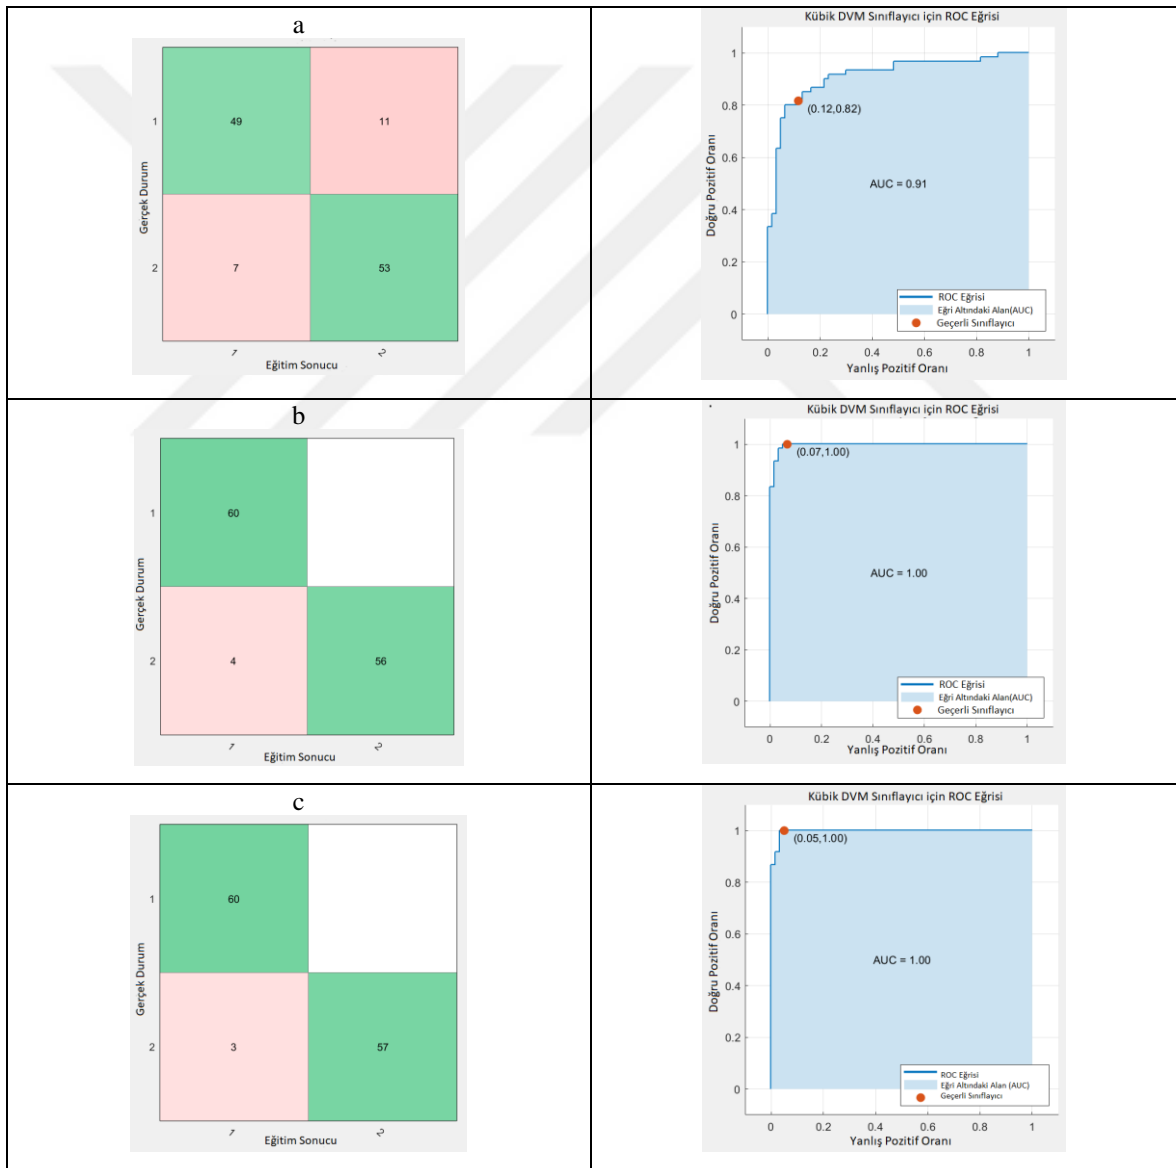 a
1
49
11
Gerçek Durum
2
7
53
1
2
Eğitim Sonucu
Kübik DVM Sınıflayıcı için ROC Eğrisi
1
0.8
(0.12,0.82)
Doğru Pozitif Oranı
0.6
AUC = 0.91
0.4
0.2
ROC Eğrisi
Eğri Altındaki Alan(AUC)
Geçerli Sınıflayıcı
0
0 0.2 0.4 0.6 0.8 1
Yanlış Pozitif Oranı
b
1
60
Gerçek Durum
2
4
56
1
2
Eğitim Sonucu
Kübik DVM Sınıflayıcı için ROC Eğrisi
1
(0.07,1.00)
0.8
Doğru Pozitif Oranı
0.6
AUC = 1.00
0.4
0.2
ROC Eğrisi
Eğri Altındaki Alan(AUC)
Geçerli Sınıflayıcı
0
0 0.2 0.4 0.6 0.8 1
Yanlış Pozitif Oranı
c
1
60
Gerçek Durum
2
3
57
1
2
Eğitim Sonucu
Kübik DVM Sınıflayıcı için ROC Eğrisi
1
(0.05,1.00)
0.8
Doğru Pozitif Oranı
0.6
AUC = 1.00
0.4
0.2
ROC Eğrisi
Eğri Altındaki Alan (AUC)
Geçerli Sınıflayıcı
0
0 0.2 0.4 0.6 0.8 1
Yanlış Pozitif Oranı